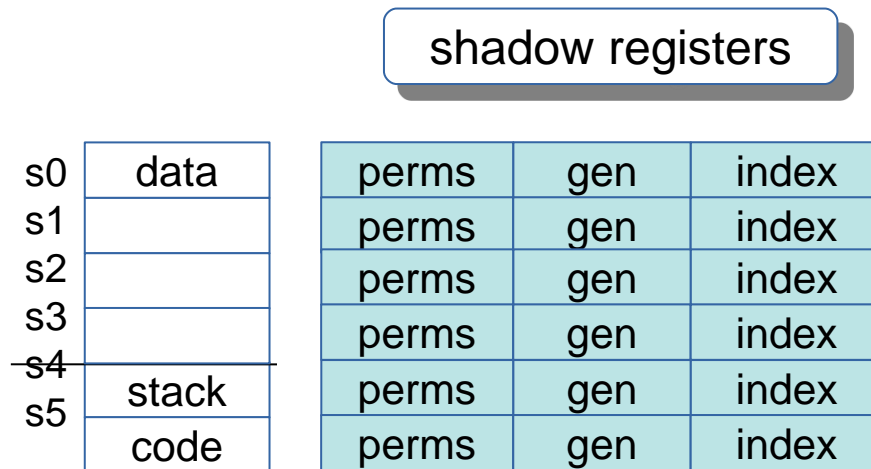 shadow registers
s0 data perms gen index
s1 perms gen index
s2 perms gen index
s3 perms gen index
s4 stack perms gen index
s5 code perms gen index